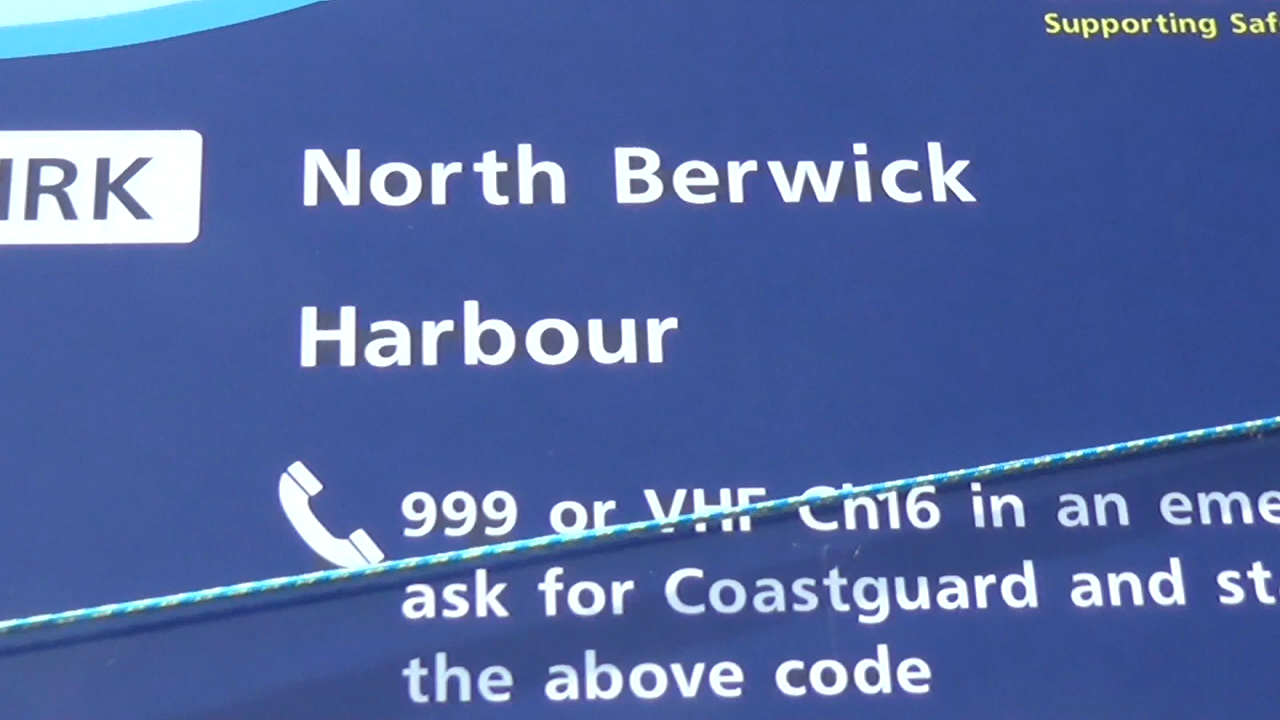 Supporting Saf
IRK
North Berwick
Harbour
999 or VHF Ch16 in an eme
ask for Coastguard and st
the above code